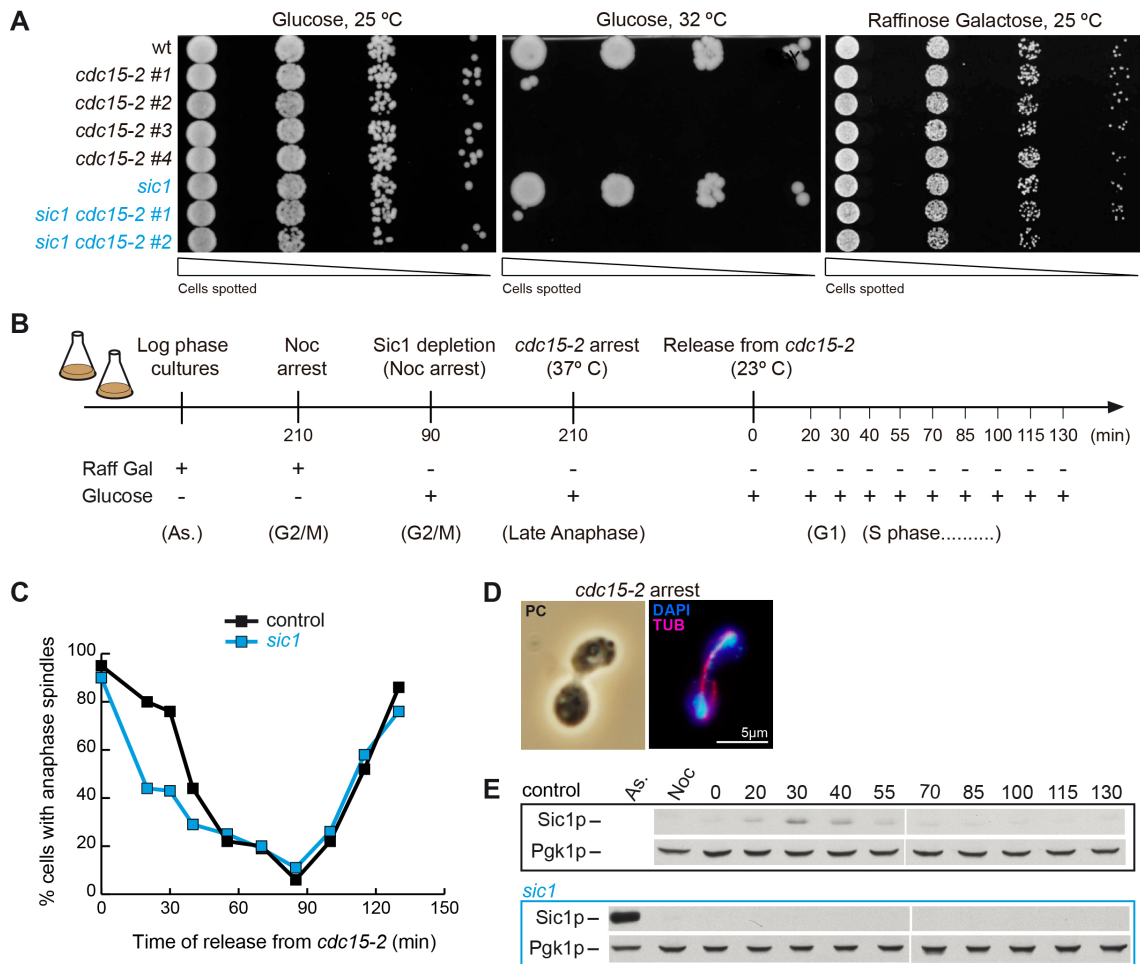 A
Glucose, 25 ºC
Glucose, 32 ºC
Raffinose Galactose, 25 ºC
wt
cdc15-2 #1
cdc15-2 #2
cdc15-2 #3
cdc15-2 #4
sic1
sic1 cdc15-2 #1
sic1 cdc15-2 #2
Cells spotted
Cells spotted
Cells spotted
B
Log phase cultures
Noc arrest
Sic1 depletion (Noc arrest)
cdc15-2 arrest (37º C)
Release from cdc15-2 (23º C)
210 90 210 0 20 30 40 55 70 85 100 115 130 (min)
Raff Gal + + - - - - - - - - - - - -
Glucose - - + + + + + + + + + + + +
(As.) (G2/M) (G2/M) (Late Anaphase) (G1) (S phase..........)
C
control
sic1
% cells with anaphase spindles
100
80
60
40
20
0
0 30 60 90 120 150
Time of release from cdc15-2 (min)
D
cdc15-2 arrest
PC
DAPI
TUB
5µm
E
control As. Noc 0 20 30 40 55 70 85 100 115 130
Sic1p –
Pgk1p –
sic1
Sic1p –
Pgk1p –